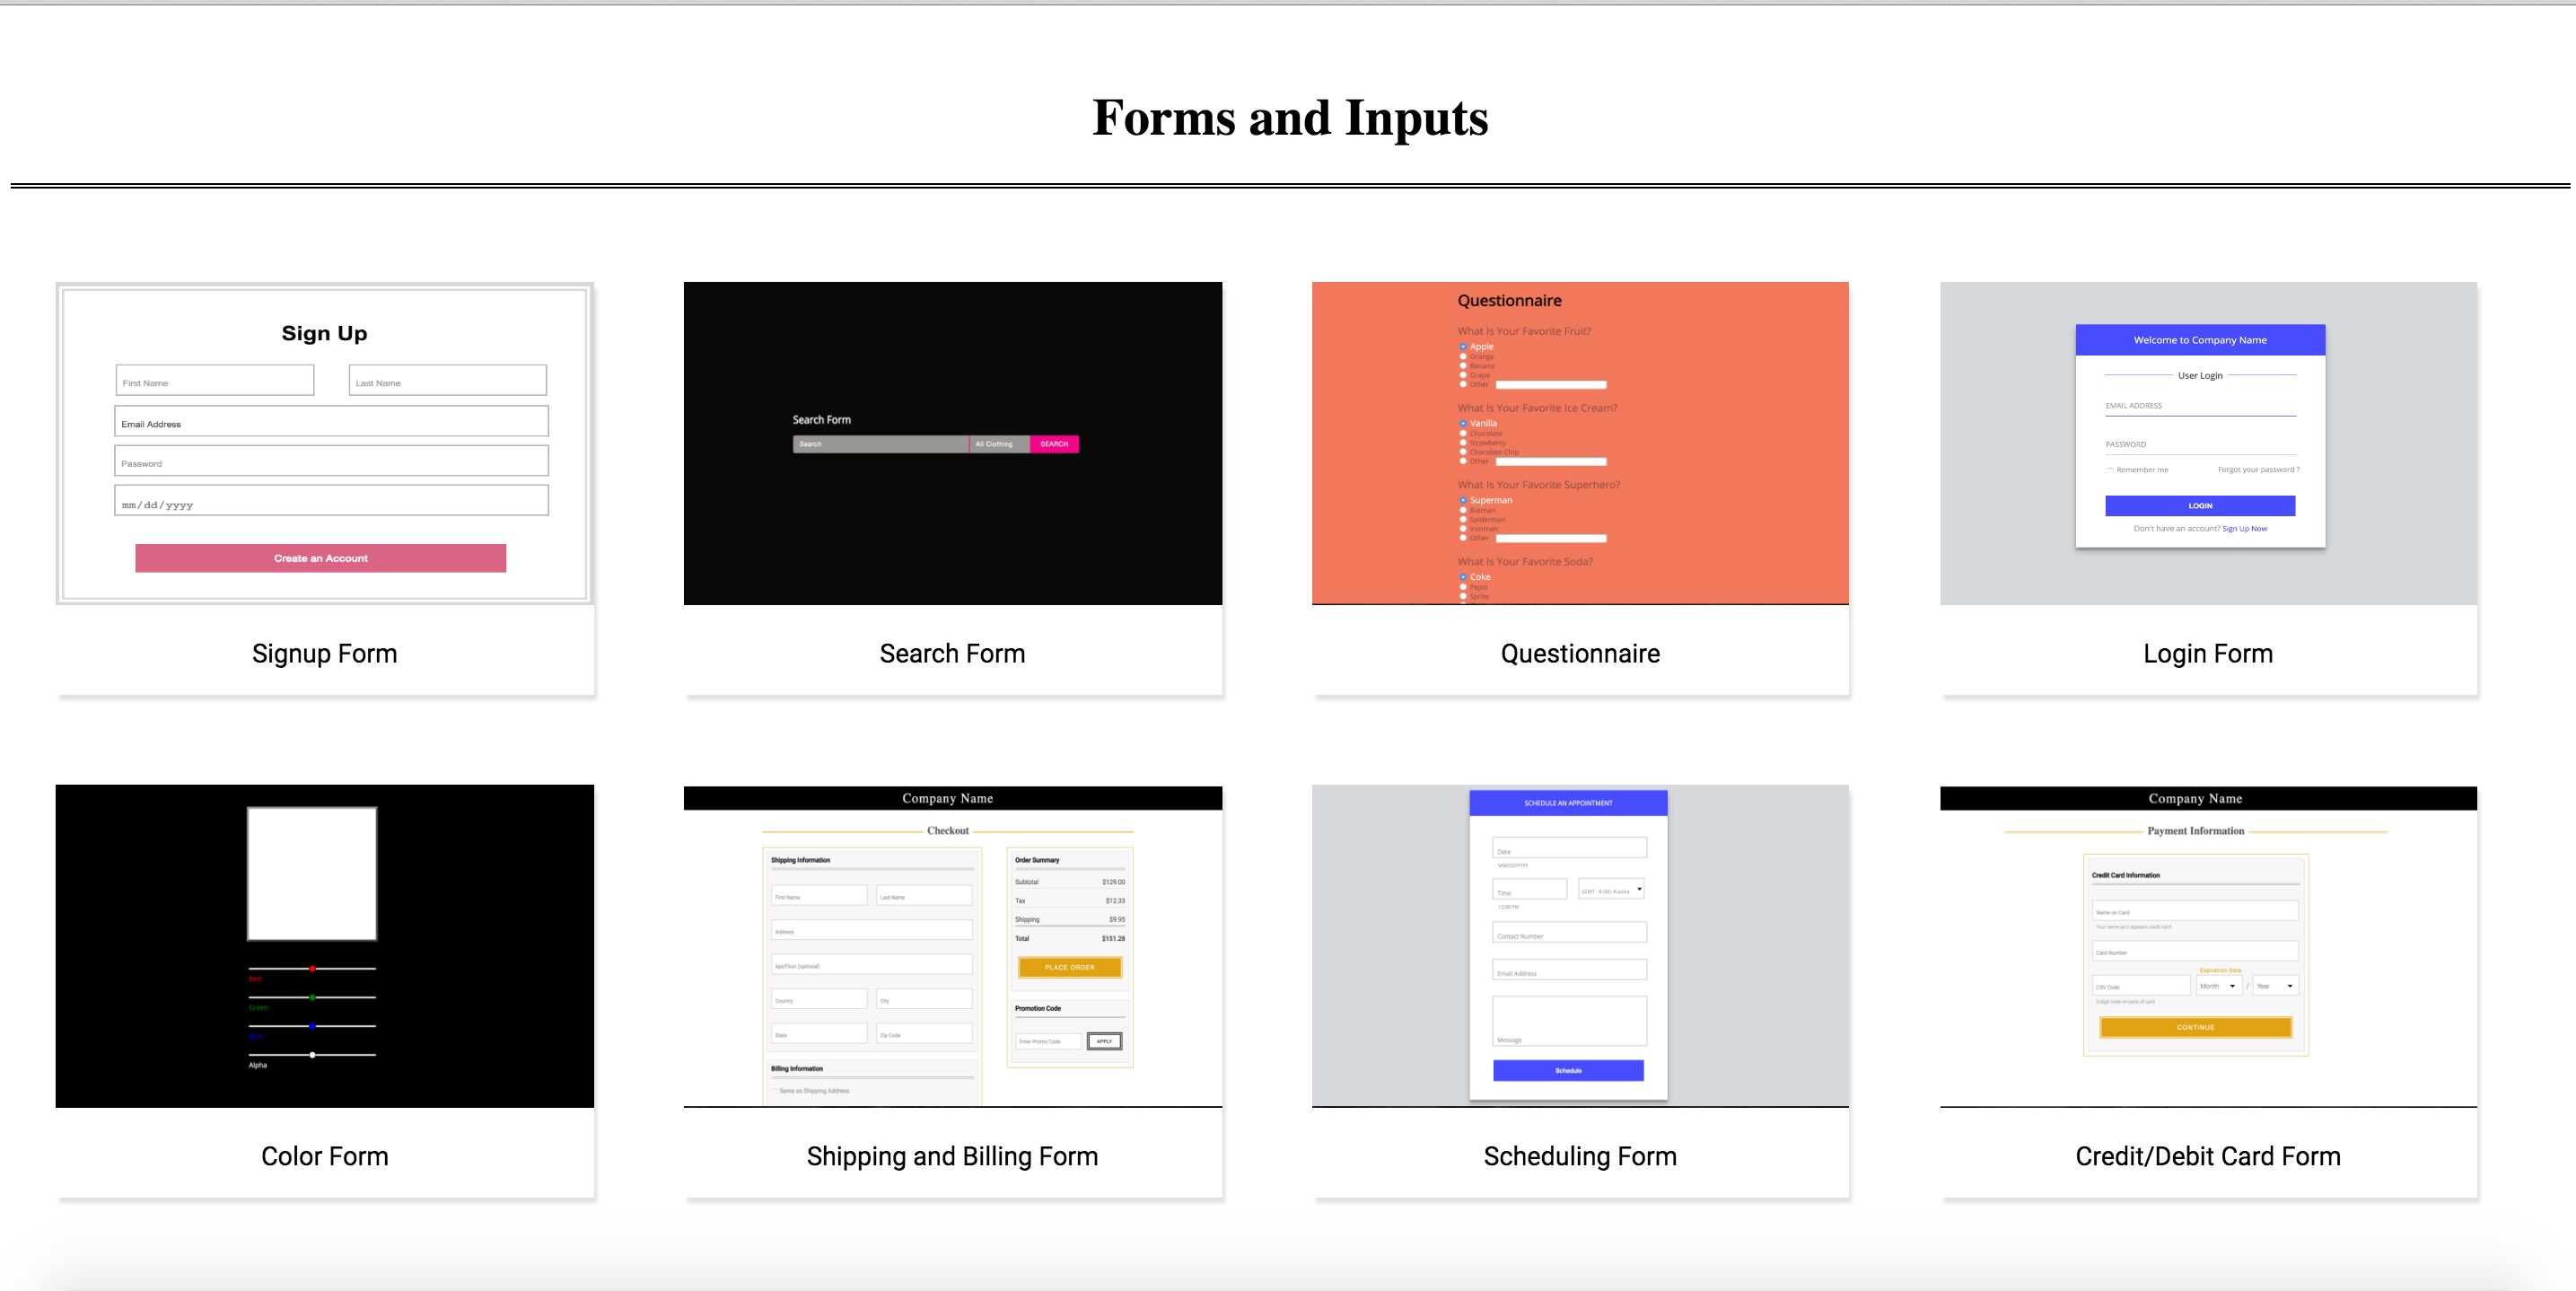 Forms and Inputs
Sign Up
First Name
Last Name
Email Address
Password
mm/dd/yyyy
Create an Account
Signup Form
Search Form
Search
All Clothing
SEARCH
Search Form
Questionnaire
What Is Your Favorite Fruit?
Apple
Orange
Banana
Grape
Other
What Is Your Favorite Ice Cream?
Vanilla
Chocolate
Strawberry
Chocolate Chip
Other
What Is Your Favorite Superhero?
Superman
Batman
Spiderman
Ironman
Other
What Is Your Favorite Soda?
Coke
Pepsi
Sprite
Questionnaire
Welcome to Company Name
User Login
EMAIL ADDRESS
PASSWORD
Remember me
Forgot your password ?
LOGIN
Don't have an account? Sign Up Now
Login Form
Red
Green
Blue
Alpha
Color Form
Company Name
Checkout
Shipping Information
First Name
Last Name
Address
Apt/Floor (optional)
Country
City
State
Zip Code
Billing Information
Same as Shipping Address
Order Summary
Subtotal $129.00
Tax $12.33
Shipping $9.95
Total $151.28
PLACE ORDER
Promotion Code
Enter Promo Code
APPLY
Shipping and Billing Form
SCHEDULE AN APPOINTMENT
Date
MM/DD/YYYY
Time
(GMT -9:00) Alaska
12:00 PM
Contact Number
Email Address
Message
Schedule
Scheduling Form
Company Name
Payment Information
Credit Card Information
Name on Card
Your name as it appears credit card
Card Number
Expiration Date
CSV Code
Month / Year
3 digit code on back of card
CONTINUE
Credit/Debit Card Form